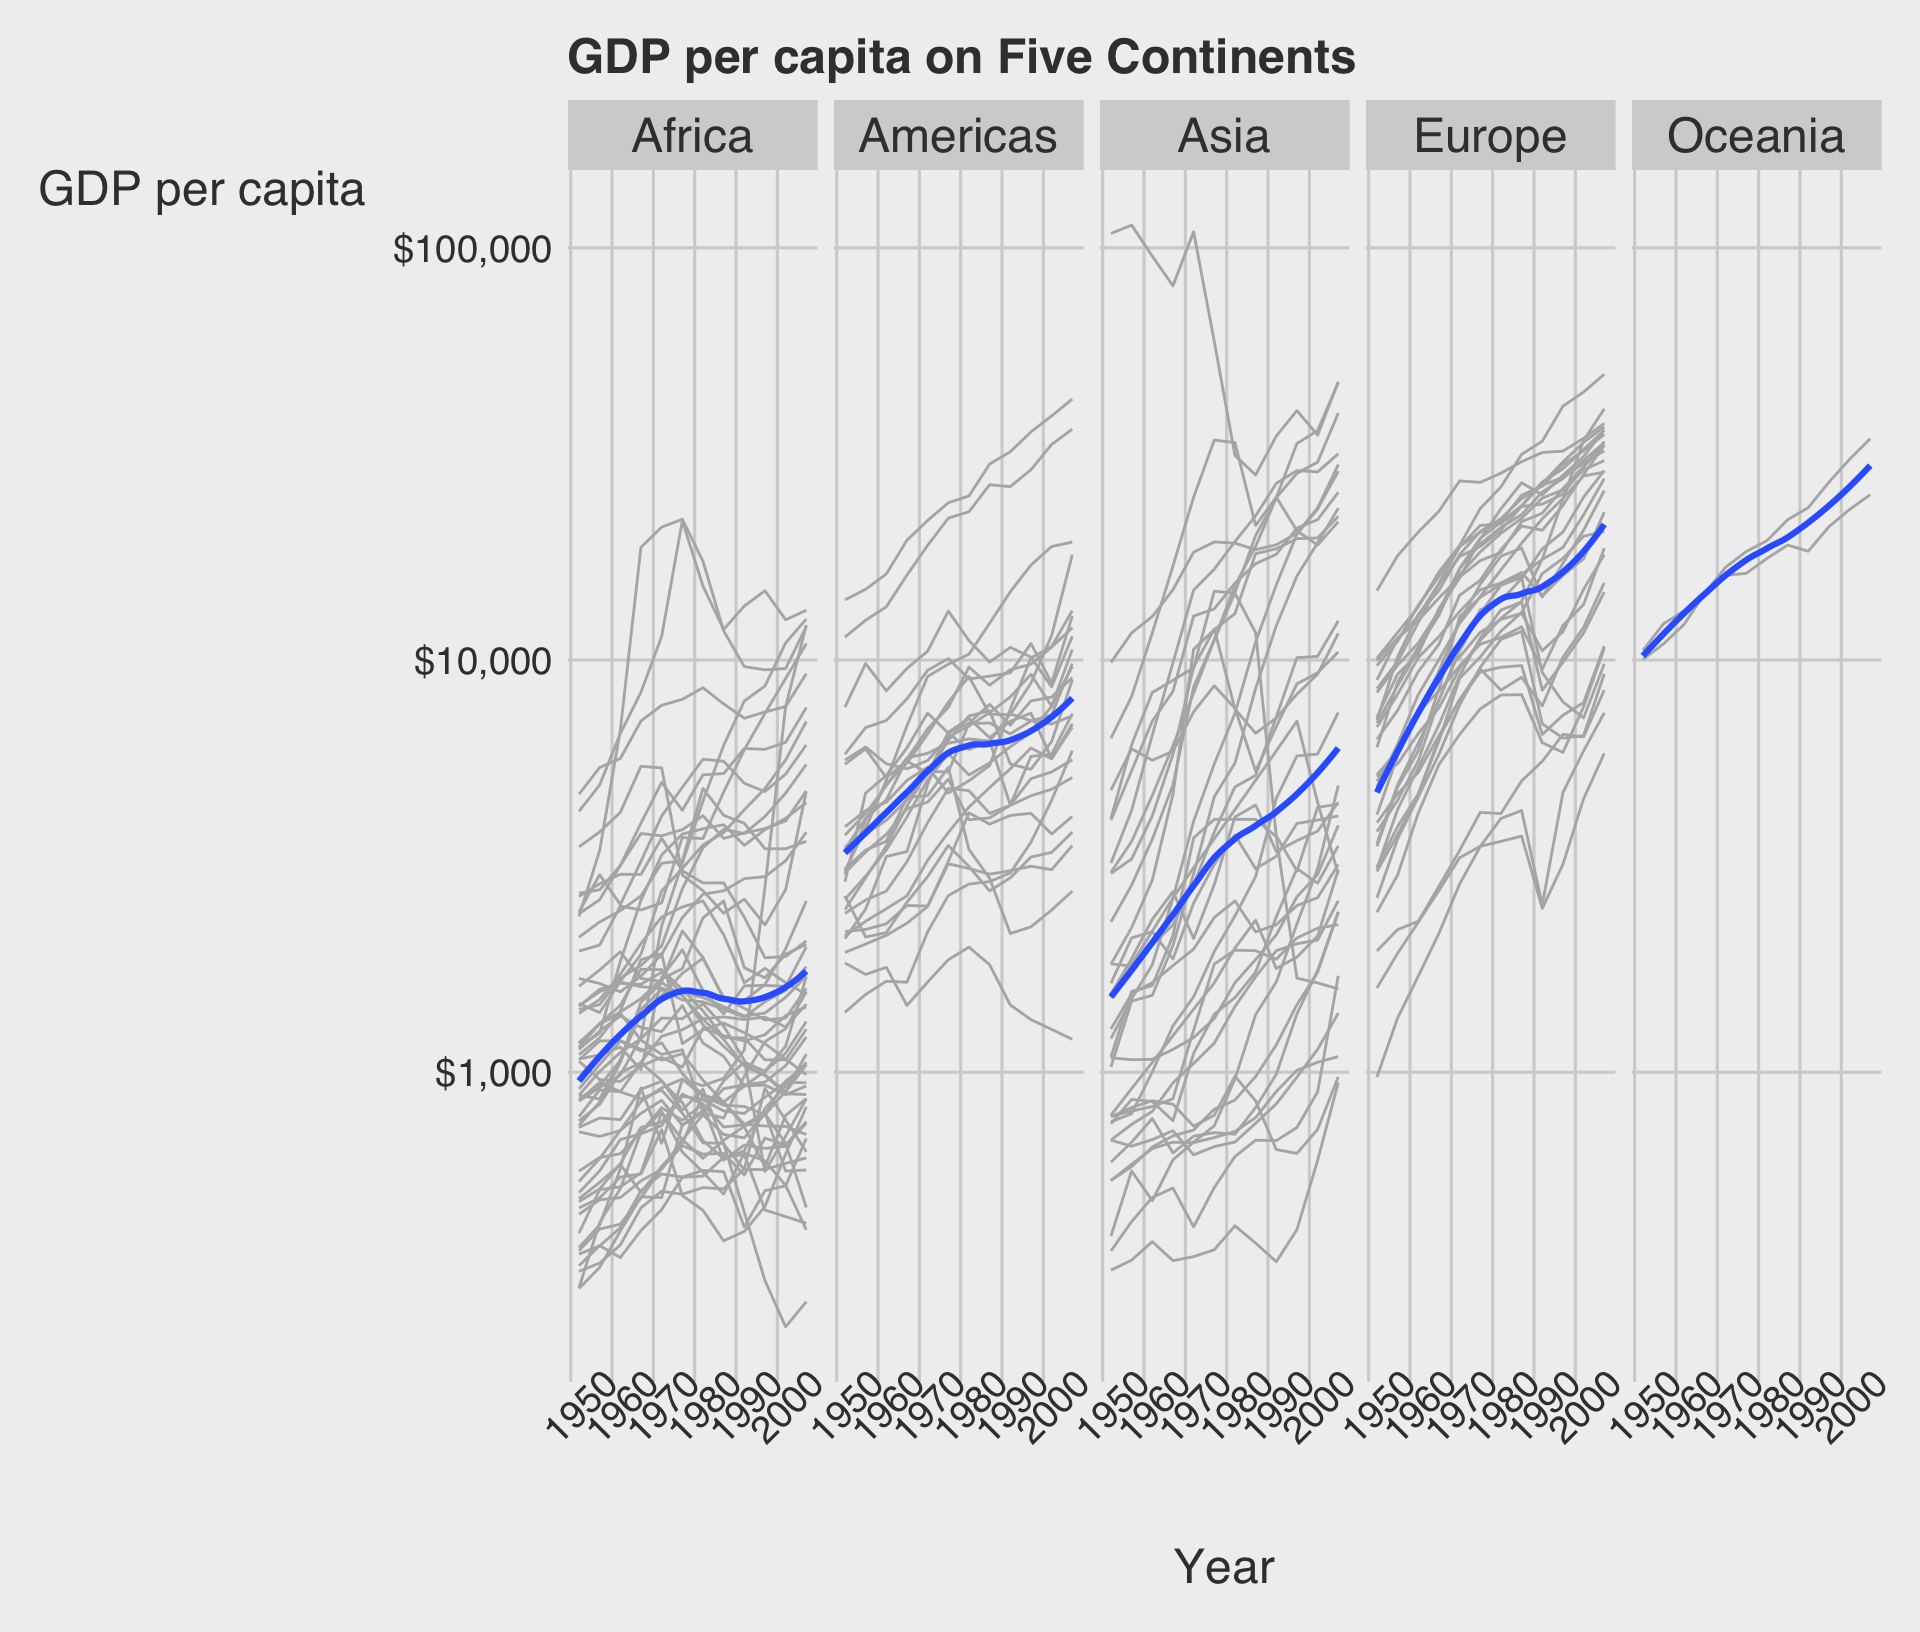 GDP per capita on Five Continents
Africa Americas Asia Europe Oceania
GDP per capita
$100,000
$10,000
$1,000
1950 1960 1970 1980 1990 2000 1950 1960 1970 1980 1990 2000 1950 1960 1970 1980 1990 2000 1950 1960 1970 1980 1990 2000 1950 1960 1970 1980 1990 2000
Year